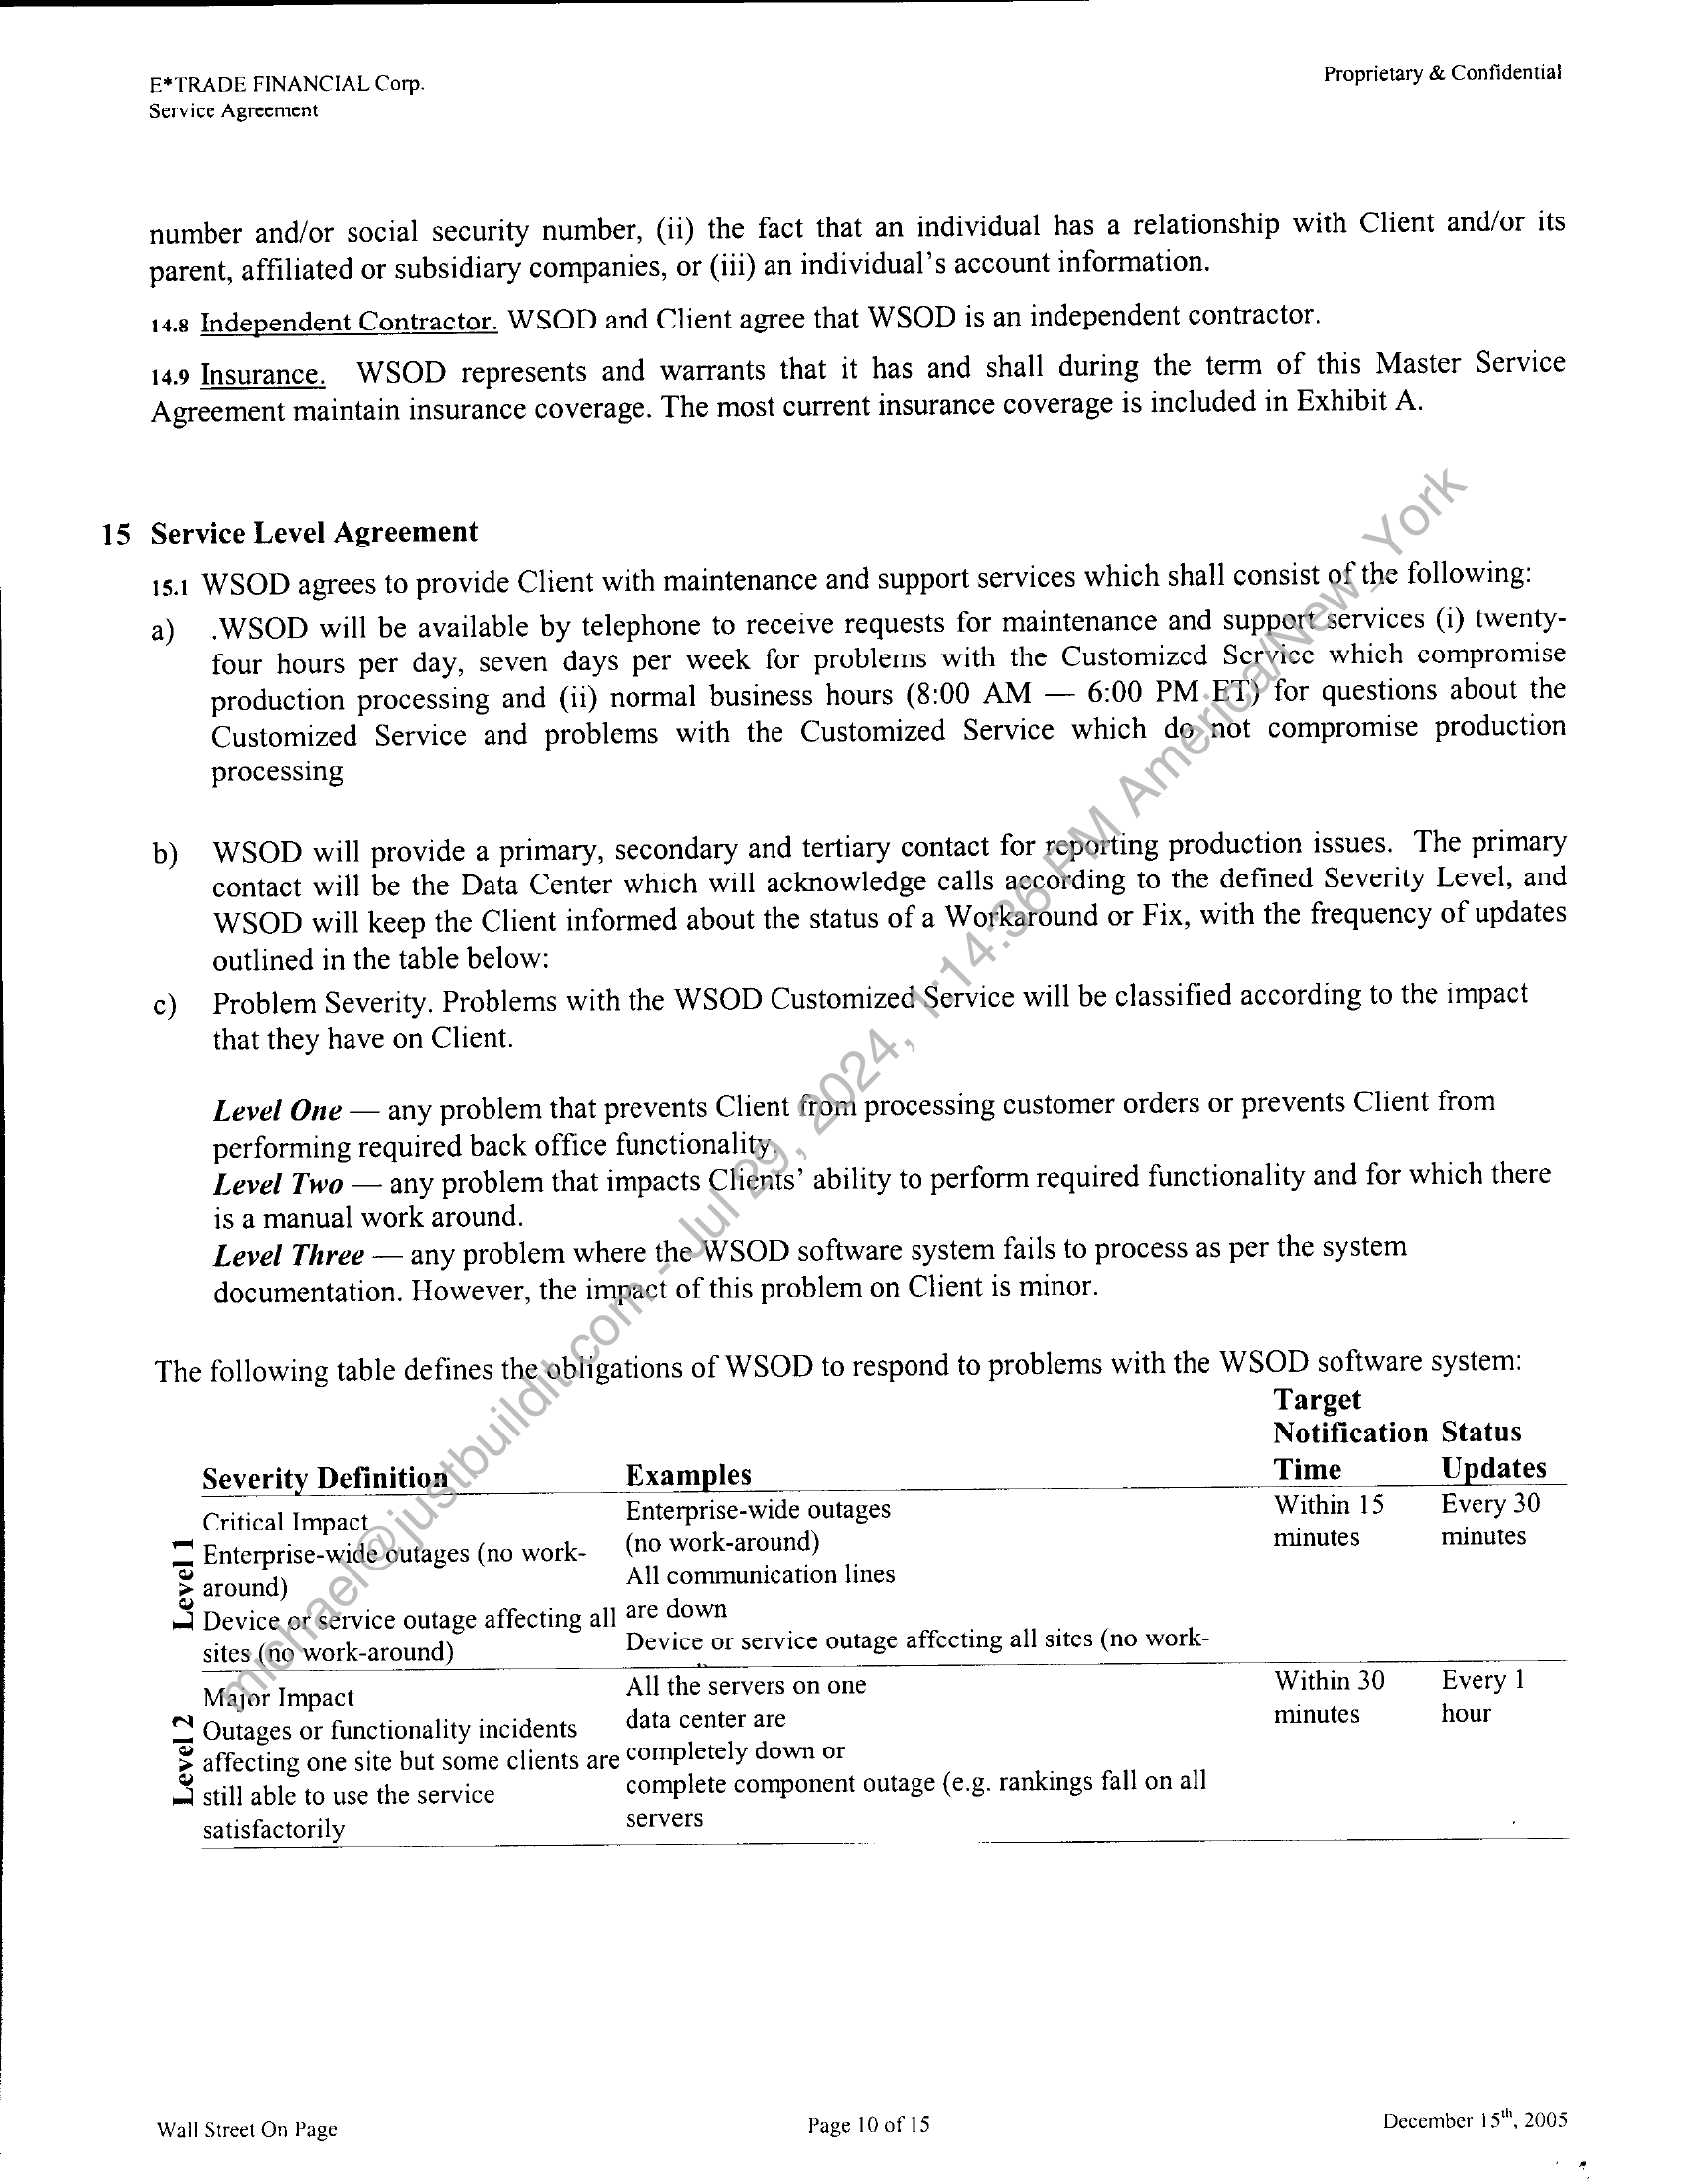 E*TRADE FINANCIAL Corp.
Service Agreement
Proprietary & Confidential
number and/or social security number, (ii) the fact that an individual has a relationship with Client and/or its
parent, affiliated or subsidiary companies, or (iii) an individual's account information.
14.8 Independent Contractor. WSOD and Client agree that WSOD is an independent contractor.
14.9 Insurance. WSOD represents and warrants that it has and shall during the term of this Master Service
Agreement maintain insurance coverage. The most current insurance coverage is included in Exhibit A.
15 Service Level Agreement
15.1 WSOD agrees to provide Client with maintenance and support services which shall consist of the following:
a) .WSOD will be available by telephone to receive requests for maintenance and support services (i) twenty-
four hours per day, seven days per week for problems with the Customized Service which compromise
production processing and (ii) normal business hours (8:00 AM — 6:00 PM ET) for questions about the
Customized Service and problems with the Customized Service which do not compromise production
processing
b) WSOD will provide a primary, secondary and tertiary contact for reporting production issues. The primary
contact will be the Data Center which will acknowledge calls according to the defined Severity Level, and
WSOD will keep the Client informed about the status of a Workaround or Fix, with the frequency of updates
outlined in the table below:
c) Problem Severity. Problems with the WSOD Customized Service will be classified according to the impact
that they have on Client.
Level One — any problem that prevents Client from processing customer orders or prevents Client from
performing required back office functionality.
Level Two — any problem that impacts Clients' ability to perform required functionality and for which there
is a manual work around.
Level Three — any problem where the WSOD software system fails to process as per the system
documentation. However, the impact of this problem on Client is minor.
The following table defines the obligations of WSOD to respond to problems with the WSOD software system:
Severity Definition
Examples
Target
Notification
Time
Status
Updates
Level 1
Critical Impact
Enterprise-wide outages (no work-
around)
Device or service outage affecting all
sites (no work-around)
Enterprise-wide outages
(no work-around)
All communication lines
are down
Device or service outage affecting all sites (no work-
Within 15
minutes
Every 30
minutes
Level 2
Major Impact
Outages or functionality incidents
affecting one site but some clients are
still able to use the service
satisfactorily
All the servers on one
data center are
completely down or
complete component outage (e.g. rankings fall on all
servers
Within 30
minutes
Every 1
hour
Wall Street On Page
Page 10 of 15
December 15th, 2005
michael@justbuildit.com - Jul 29, 2024, 1:14:36 PM America/New_York